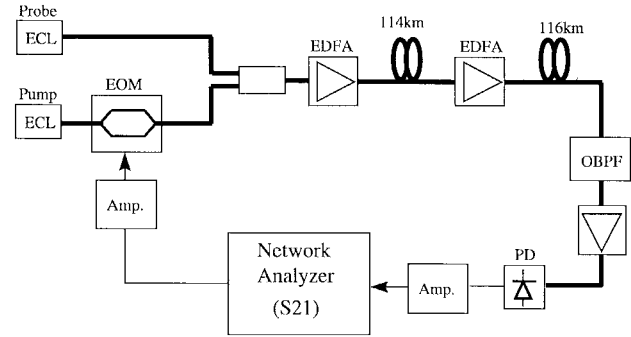 Probe
ECL
Pump
ECL
EOM
EDFA
114km
EDFA
116km
OBPF
PD
Amp.
Amp.
Network
Analyzer
(S21)